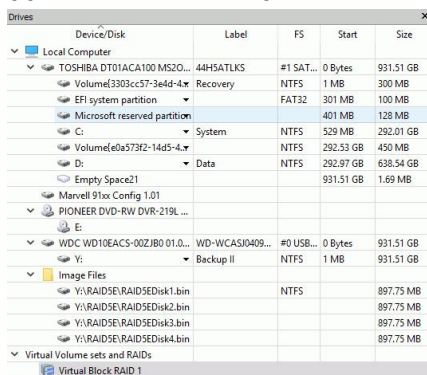 Drives
Device/Disk Label FS Start Size
Local Computer
TOSHIBA DT01ACA100 MS2O... 44H5ATLKS #1 SAT... 0 Bytes 931.51 GB
Volume{3303cc57-3e4d-4... Recovery NTFS 1 MB 300 MB
EFI system partition FAT32 301 MB 100 MB
Microsoft reserved partition 401 MB 128 MB
C: System NTFS 529 MB 292.01 GB
Volume{e0a573f2-14d5-4... NTFS 292.53 GB 450 MB
D: Data NTFS 292.97 GB 638.54 GB
Empty Space21 931.51 GB 1.69 MB
Marvell 91xx Config 1.01
PIONEER DVD-RW DVR-219L ...
E:
WDC WD10EACS-00ZJB0 01.0... WD-WCASJ0409... #0 USB... 0 Bytes 931.51 GB
Y: Backup II NTFS 1 MB 931.51 GB
Image Files
Y:\RAID5E\RAID5EDisk1.bin NTFS 897.75 MB
Y:\RAID5E\RAID5EDisk2.bin 897.75 MB
Y:\RAID5E\RAID5EDisk3.bin 897.75 MB
Y:\RAID5E\RAID5EDisk4.bin 897.75 MB
Virtual Volume sets and RAIDs
Virtual Block RAID 1